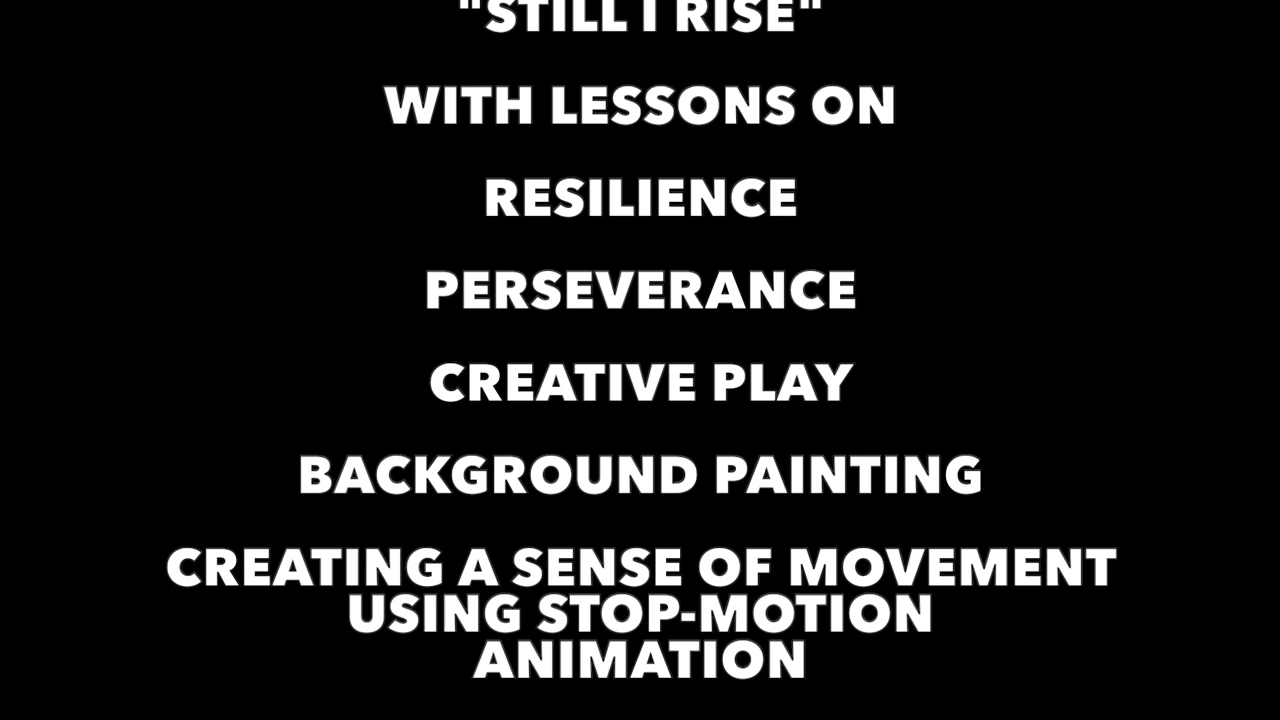 "STILL I RISE"
WITH LESSONS ON
RESILIENCE
PERSEVERANCE
CREATIVE PLAY
BACKGROUND PAINTING
CREATING A SENSE OF MOVEMENT
USING STOP-MOTION
ANIMATION